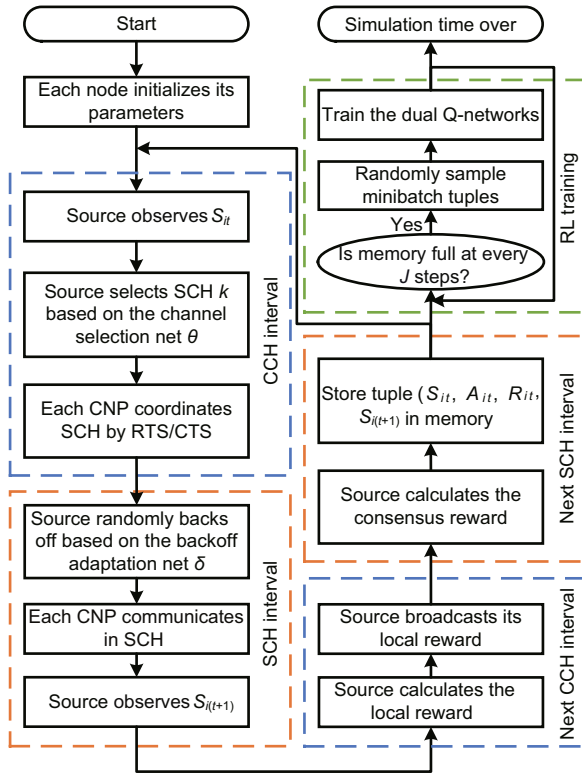 Start
Each node initializes its
parameters
Source observes S_it
Source selects SCH k
based on the channel
selection net θ
Each CNP coordinates
SCH by RTS/CTS
CCH interval
Source randomly backs
off based on the backoff
adaptation net δ
Each CNP communicates
in SCH
Source observes S_i(t+1)
SCH interval
Simulation time over
Train the dual Q-networks
Randomly sample
minibatch tuples
Yes
Is memory full at every
J steps?
RL training
Store tuple (S_it, A_it, R_it,
S_i(t+1) in memory
Source calculates the
consensus reward
Next SCH interval
Source broadcasts its
local reward
Source calculates the
local reward
Next CCH interval